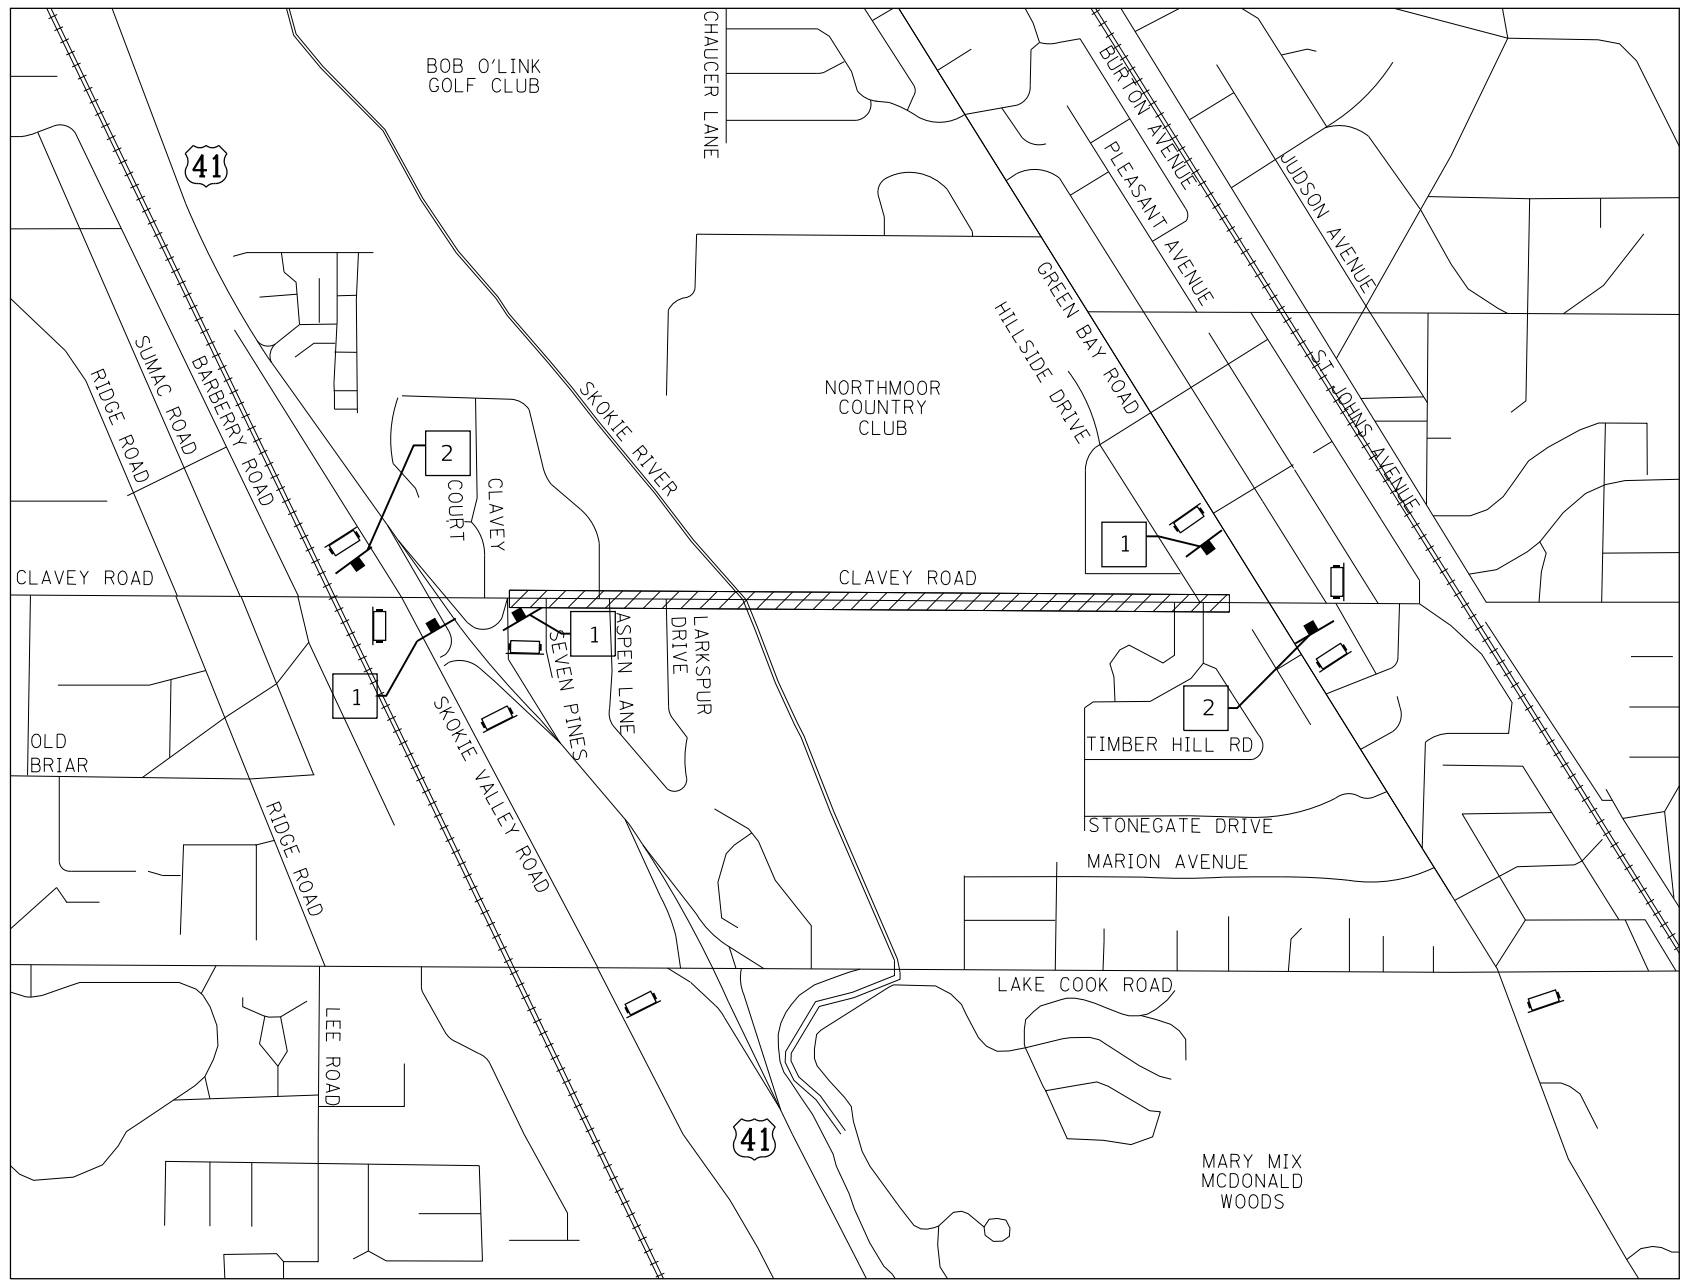 BOB O'LINK
GOLF CLUB
CHAUCER LANE
BURTON AVENUE
PLEASANT AVENUE
JUDSON AVENUE
41
GREEN BAY ROAD
HILLSIDE DRIVE
ST. JOHNS AVENUE
SUMAC ROAD
BARBERRY ROAD
RIDGE ROAD
SKOKIE RIVER
NORTHMOOR
COUNTRY
CLUB
2
CLAVEY
COURT
1
CLAVEY ROAD
CLAVEY ROAD
1
ASPEN LANE
SEVEN PINES
LARKSPUR
DRIVE
1
2
SKOKIE VALLEY ROAD
OLD
BRIAR
TIMBER HILL RD
RIDGE ROAD
STONEGATE DRIVE
MARION AVENUE
LAKE COOK ROAD
LEE ROAD
41
MARY MIX
MCDONALD
WOODS